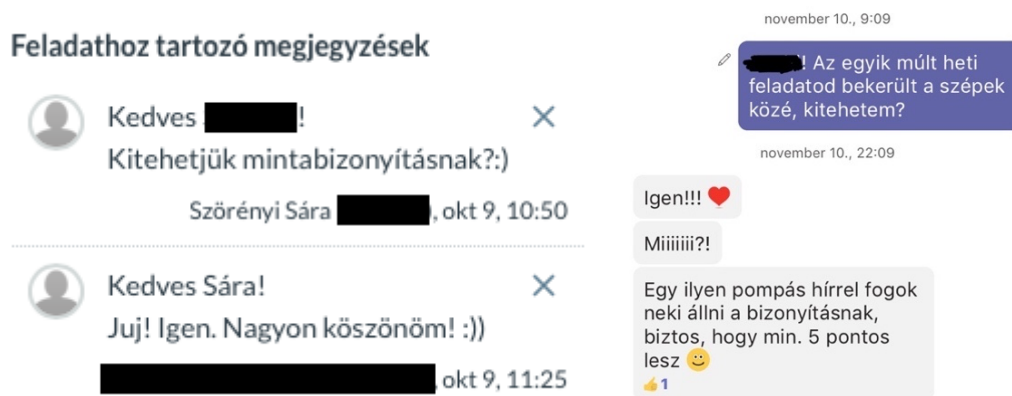 Feladathoz tartozó megjegyzések
Kedves !
Kitehetjük mintabizonyításnak?:)
Szörényi Sára , okt 9, 10:50
Kedves Sára!
Juj! Igen. Nagyon köszönöm! :))
, okt 9, 11:25
november 10., 9:09
! Az egyik múlt heti
feladatod bekerült a szépek
közé, kitehetem?
november 10., 22:09
Igen!!! ❤️
Miiiiiii?!
Egy ilyen pompás hírrel fogok
neki állni a bizonyításnak,
biztos, hogy min. 5 pontos
lesz 🙂
👍1